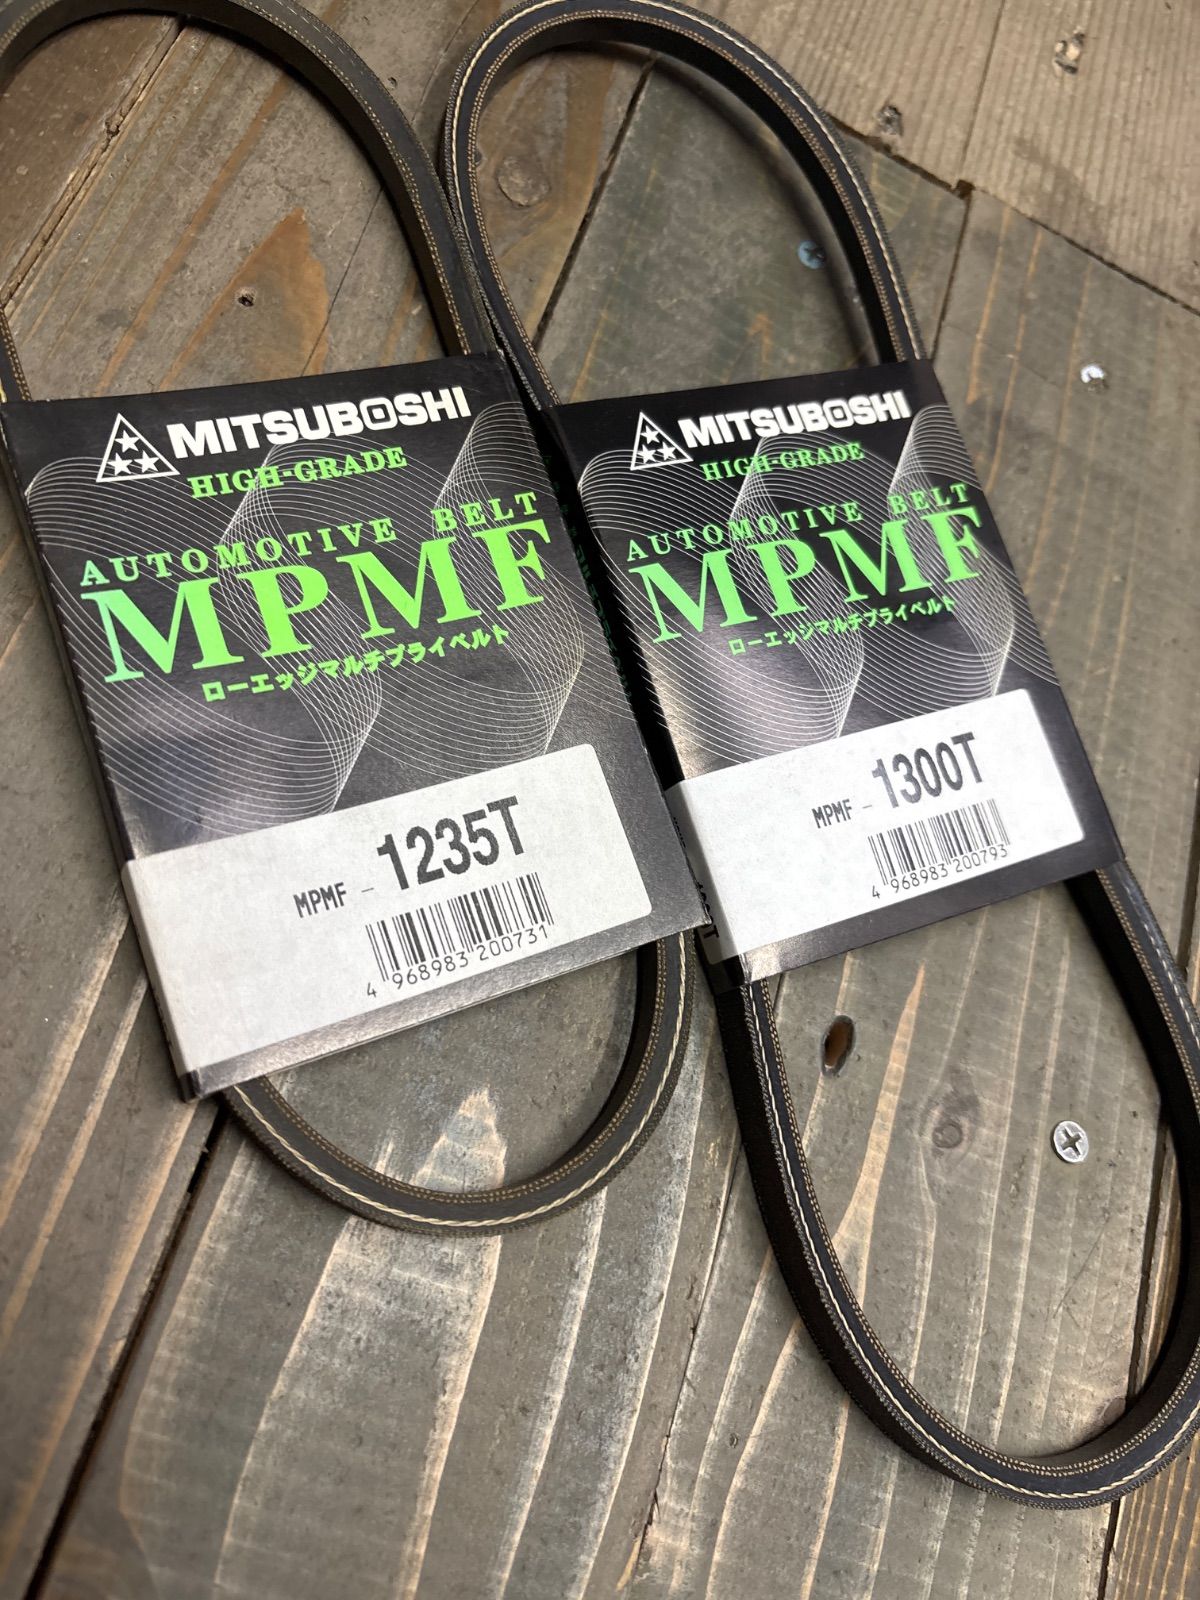 MITSUBOSHI
HIGH-GRADE
AUTOMOTIVE BELT
MPMF
ローエッジマルチプライベルト
MPMF - 1235T
4 968983 200731
MITSUBOSHI
HIGH-GRADE
AUTOMOTIVE BELT
MPMF
ローエッジマルチプライベルト
MPMF - 1300T
4 968983 200793